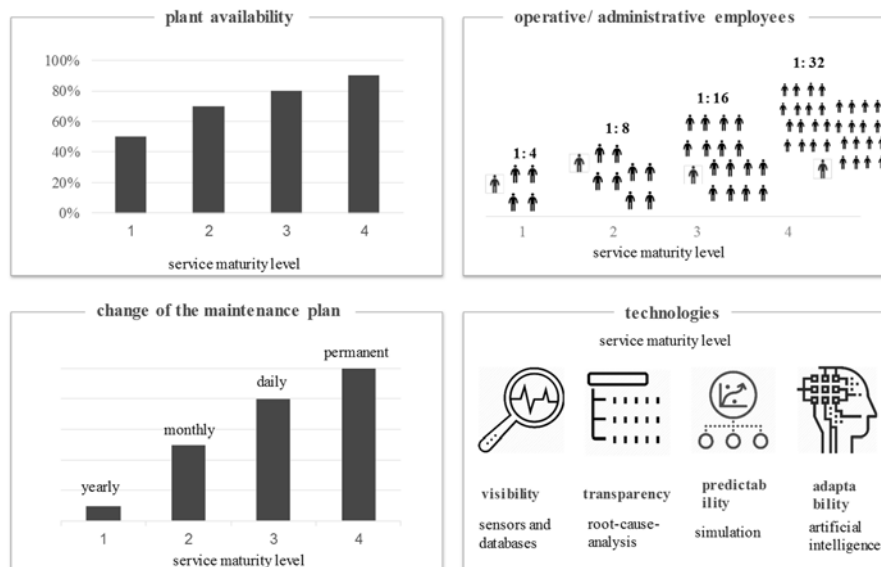 plant availability
100%
80%
60%
40%
20%
0%
1 2 3 4
service maturity level
operative/ administrative employees
1: 4
1: 8
1: 16
1: 32
1 2 3 4
service maturity level
change of the maintenance plan
yearly
monthly
daily
permanent
1 2 3 4
service maturity level
technologies
service maturity level
visibility
sensors and
databases
transparency
root-cause-
analysis
predictab
ility
simulation
adapta
bility
artificial
intelligence